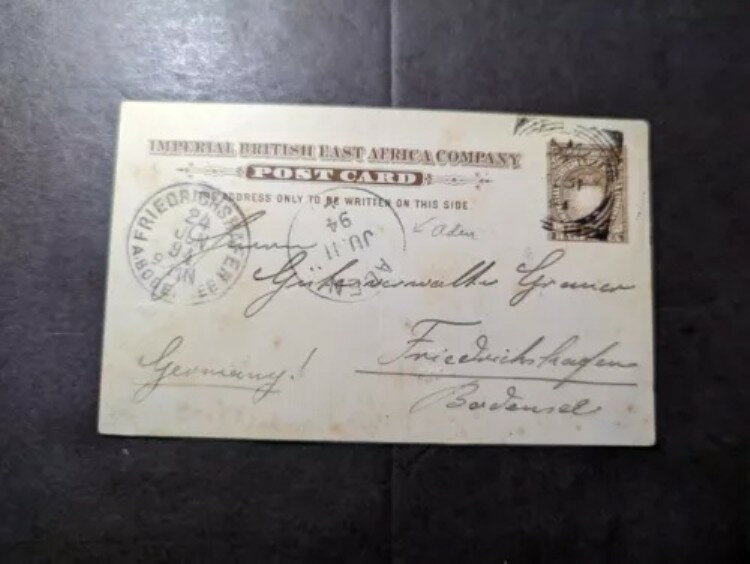 IMPERIAL BRITISH EAST AFRICA COMPANY
POST CARD
ADDRESS ONLY TO BE WRITTEN ON THIS SIDE
FRIEDRICHSHAFEN
94
JU 11
Aden
Herrn
Gutsverwalter
Friedrichshafen
Germany!
Bodensee